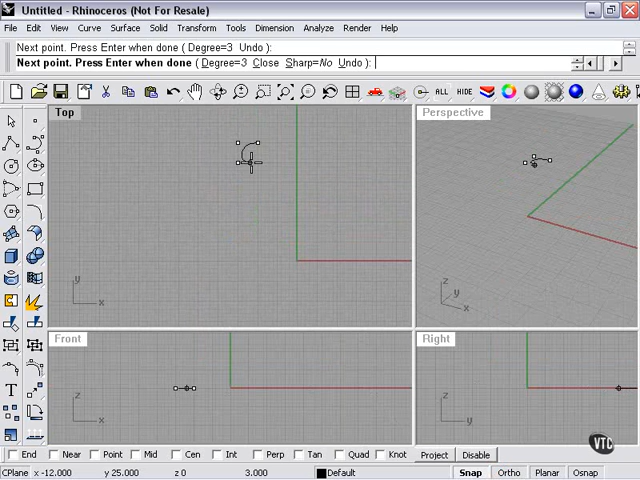 Untitled - Rhinoceros (Not For Resale)
File Edit View Curve Surface Solid Transform Tools Dimension Analyze Render Help
Next point. Press Enter when done ( Degree=3 Undo ):
Next point. Press Enter when done ( Degree=3 Close Sharp=No Undo ):
ALL HIDE
Top
Perspective
y
x
z
y
x
Front
Right
z
x
z
y
T
VTC
End Near Point Mid Cen Int Perp Tan Quad Knot Project Disable
CPlane x -12.000 y 25.000 z 0 3.000 Default Snap Ortho Planar Osnap